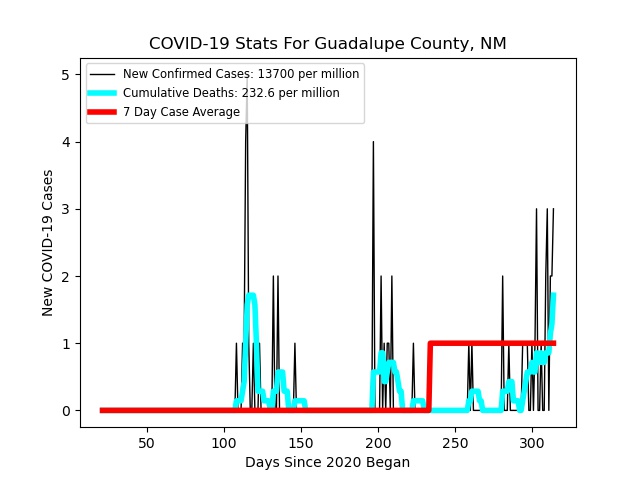 COVID-19 Stats For Guadalupe County, NM
New Confirmed Cases: 13700 per million
Cumulative Deaths: 232.6 per million
7 Day Case Average
New COVID-19 Cases
5
4
3
2
1
0
50 100 150 200 250 300
Days Since 2020 Began